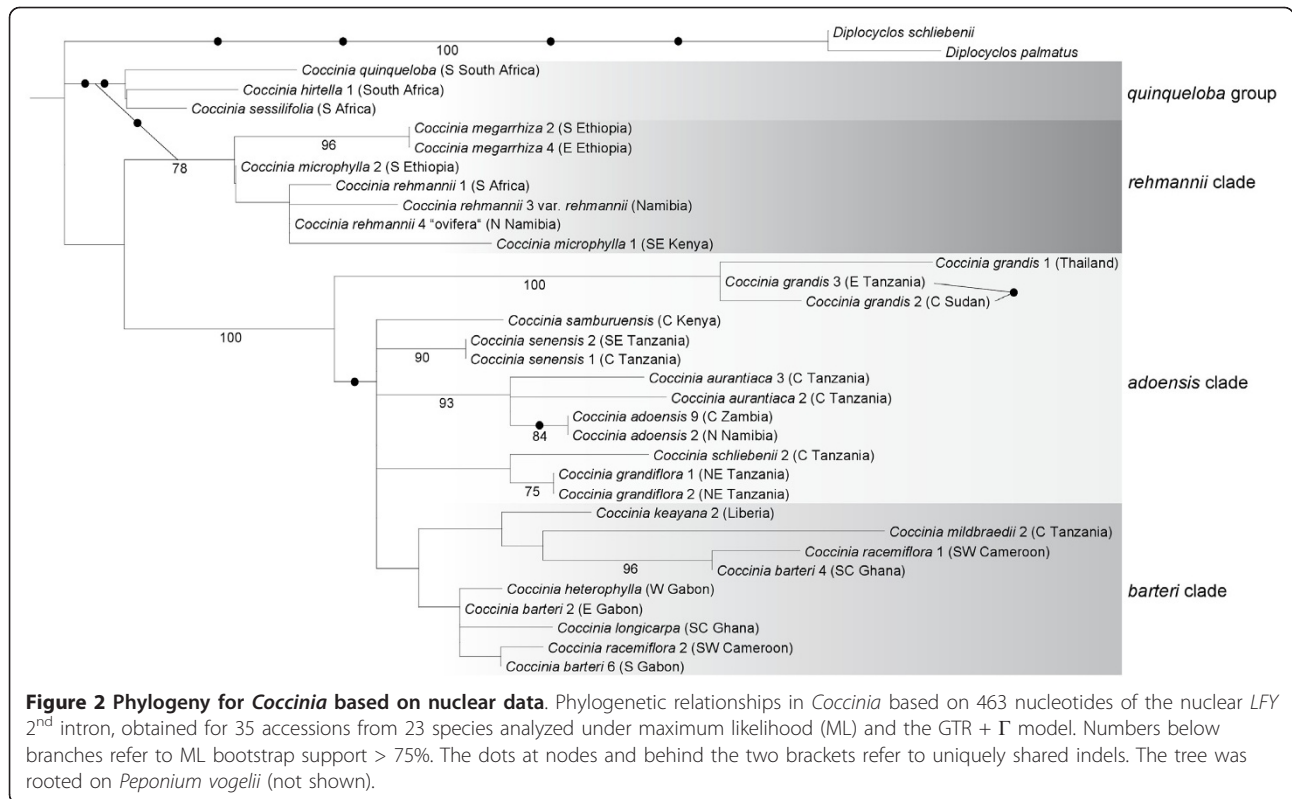 Diplocyclos schliebenii
100
Diplocyclos palmatus
Coccinia quinqueloba (S South Africa)
Coccinia hirtella 1 (South Africa)
quinqueloba group
Coccinia sessilifolia (S Africa)
Coccinia megarrhiza 2 (S Ethiopia)
96
Coccinia megarrhiza 4 (E Ethiopia)
78
Coccinia microphylla 2 (S Ethiopia)
rehmannii clade
Coccinia rehmannii 1 (S Africa)
Coccinia rehmannii 3 var. rehmannii (Namibia)
Coccinia rehmannii 4 "ovifera" (N Namibia)
Coccinia microphylla 1 (SE Kenya)
Coccinia grandis 1 (Thailand)
100
Coccinia grandis 3 (E Tanzania)
Coccinia grandis 2 (C Sudan)
100
Coccinia samburuensis (C Kenya)
Coccinia senensis 2 (SE Tanzania)
90
Coccinia senensis 1 (C Tanzania)
Coccinia aurantiaca 3 (C Tanzania)
adoensis clade
93
Coccinia aurantiaca 2 (C Tanzania)
Coccinia adoensis 9 (C Zambia)
84
Coccinia adoensis 2 (N Namibia)
Coccinia schliebenii 2 (C Tanzania)
Coccinia grandiflora 1 (NE Tanzania)
75
Coccinia grandiflora 2 (NE Tanzania)
Coccinia keayana 2 (Liberia)
Coccinia mildbraedii 2 (C Tanzania)
Coccinia racemiflora 1 (SW Cameroon)
96
Coccinia barteri 4 (SC Ghana)
Coccinia heterophylla (W Gabon)
barteri clade
Coccinia barteri 2 (E Gabon)
Coccinia longicarpa (SC Ghana)
Coccinia racemiflora 2 (SW Cameroon)
Coccinia barteri 6 (S Gabon)
Figure 2 Phylogeny for Coccinia based on nuclear data. Phylogenetic relationships in Coccinia based on 463 nucleotides of the nuclear LFY
2nd intron, obtained for 35 accessions from 23 species analyzed under maximum likelihood (ML) and the GTR + Γ model. Numbers below
branches refer to ML bootstrap support > 75%. The dots at nodes and behind the two brackets refer to uniquely shared indels. The tree was
rooted on Peponium vogelii (not shown).